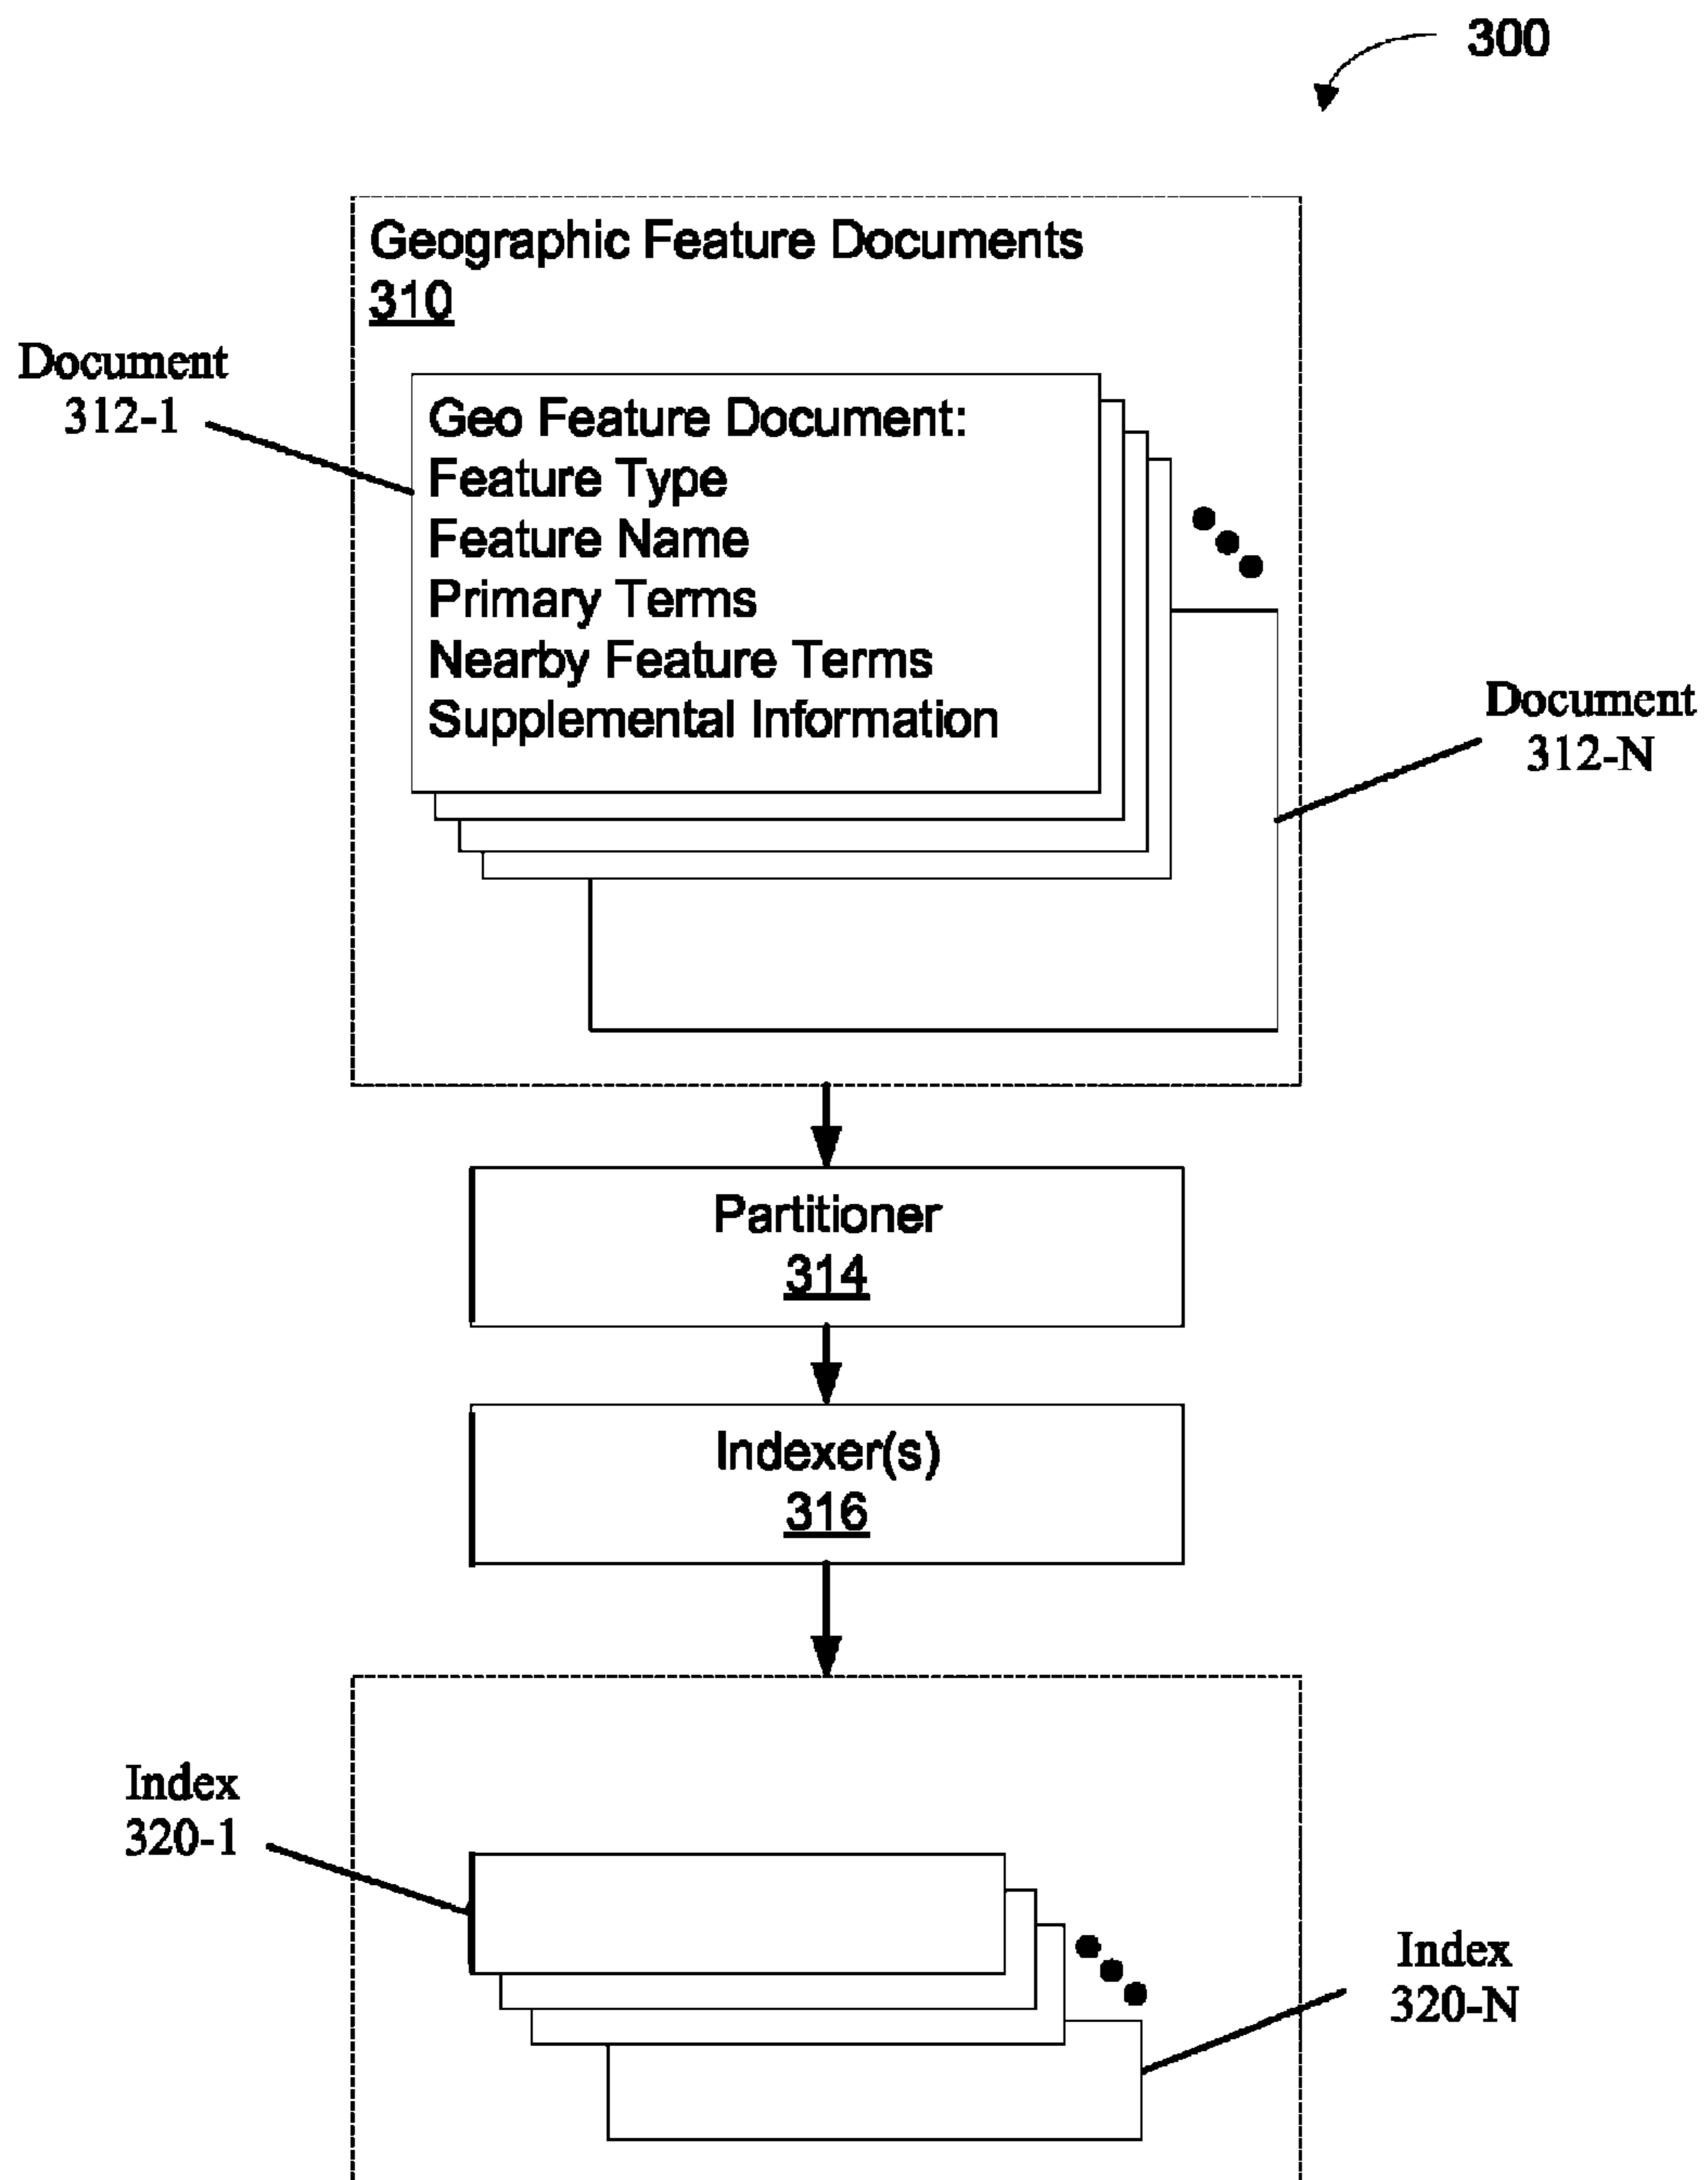 300
Geographic Feature Documents
310
Document
312-1
Geo Feature Document:
Feature Type
Feature Name
Primary Terms
Nearby Feature Terms
Supplemental Information
Document
312-N
Partitioner
314
Indexer(s)
316
Index
320-1
Index
320-N